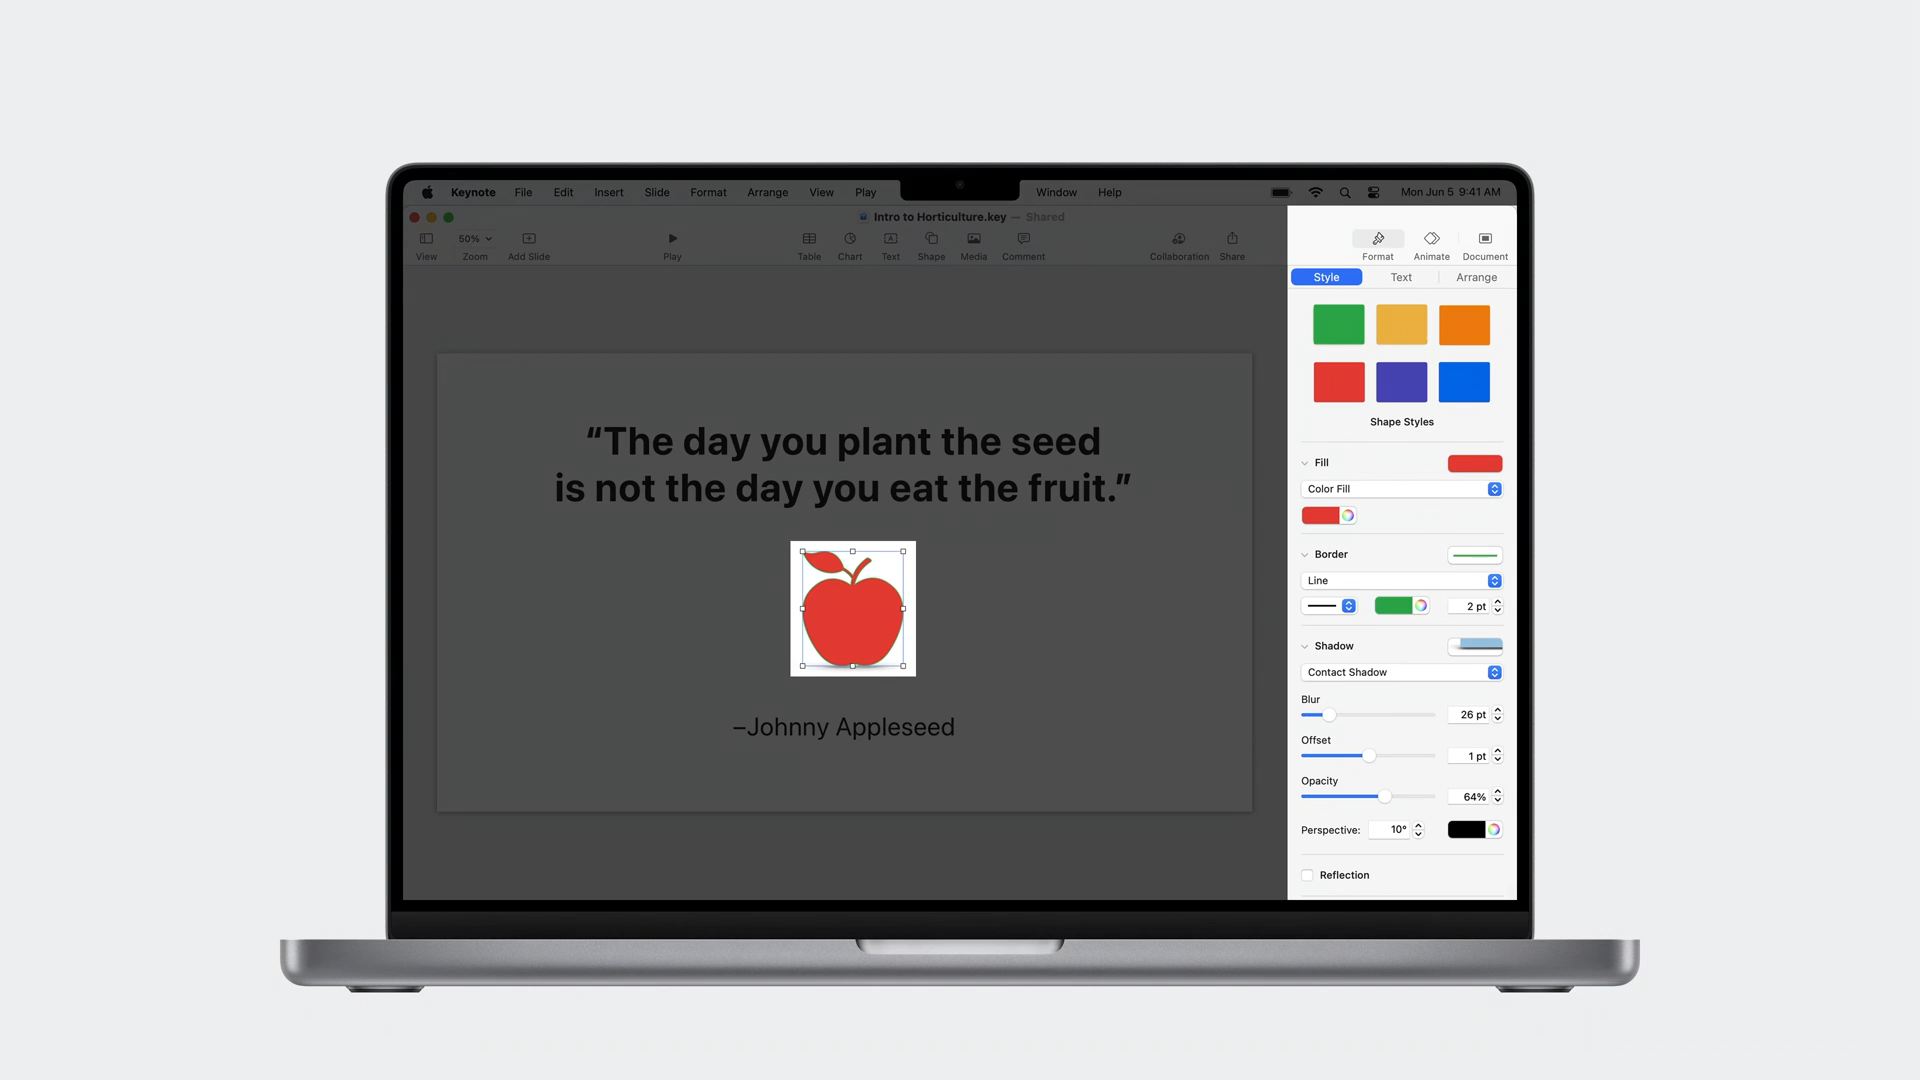 Keynote File Edit Insert Slide Format Arrange View Play Window Help Mon Jun 5 9:41 AM
Intro to Horticulture.key — Shared
50%
View Zoom Add Slide Play Table Chart Text Shape Media Comment Collaboration Share Format Animate Document
Style Text Arrange
“The day you plant the seed
is not the day you eat the fruit.”
–Johnny Appleseed
Shape Styles
Fill
Color Fill
Border
Line
2 pt
Shadow
Contact Shadow
Blur
26 pt
Offset
1 pt
Opacity
64%
Perspective: 10°
Reflection